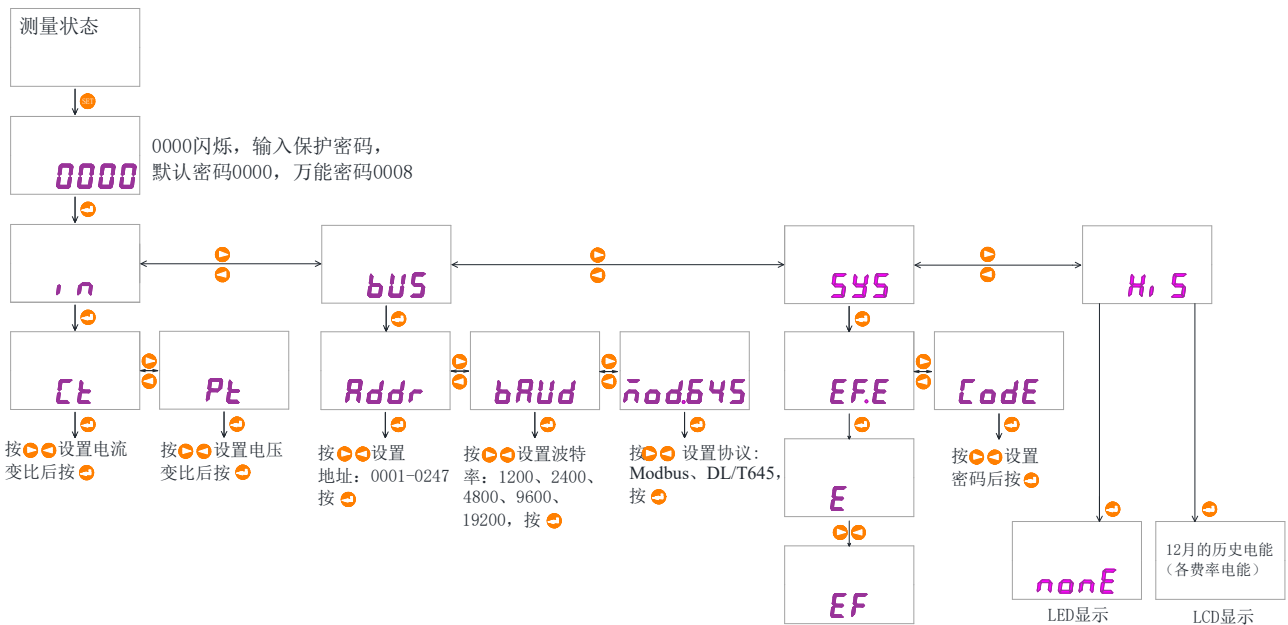 测量状态
SET
0000
0000闪烁，输入保护密码，
默认密码0000，万能密码0008
in
bUS
SYS
HiS
Ct
Pt
Addr
bAUd
mod.645
EF.E
CodE
按设置电流
变比后按
按设置电压
变比后按
按设置
地址：0001-0247
按
按设置波特
率：1200、2400、
4800、9600、
19200，按
按 设置协议：
Modbus、DL/T645，
按
按设置
密码后按
E
EF
nonE
12月的历史电能
（各费率电能）
LED显示
LCD显示